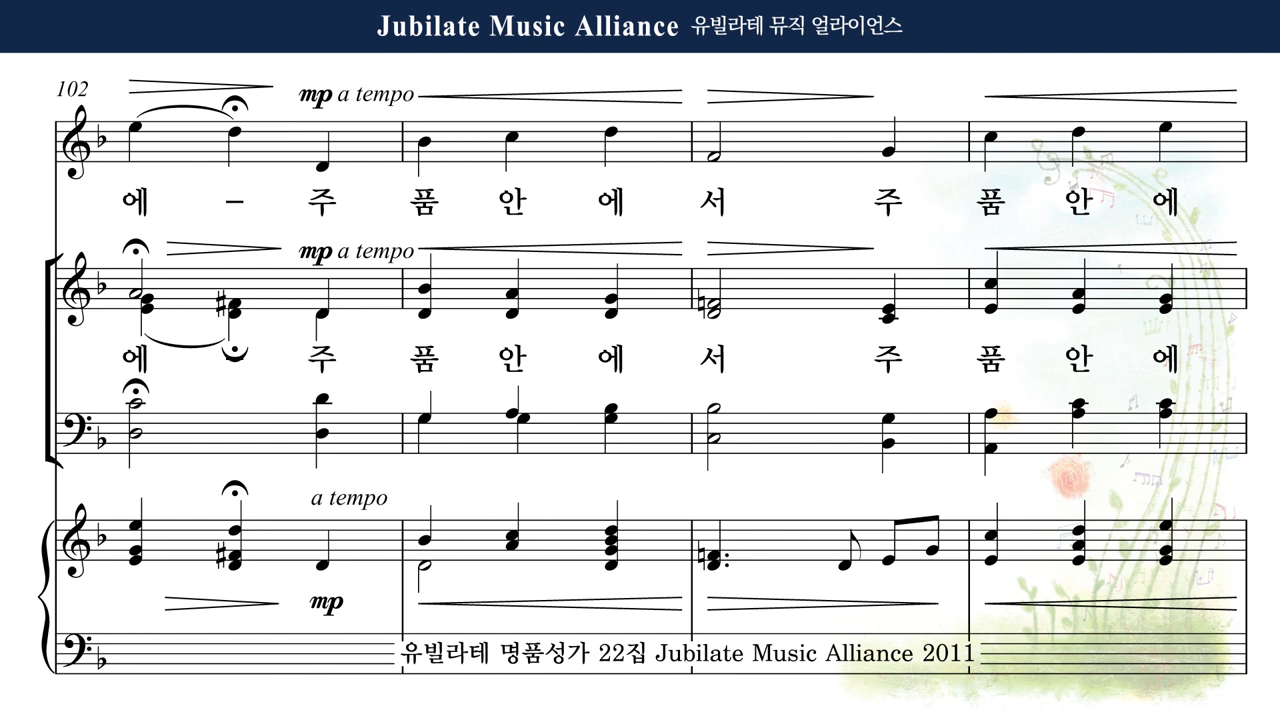 Jubilate Music Alliance 유빌라테 뮤직 얼라이언스
102
mp a tempo
에 – 주 품 안 에 서 주 품 안 에
mp a tempo
에 – 주 품 안 에 서 주 품 안 에
a tempo
mp
유빌라테 명품성가 22집 Jubilate Music Alliance 2011